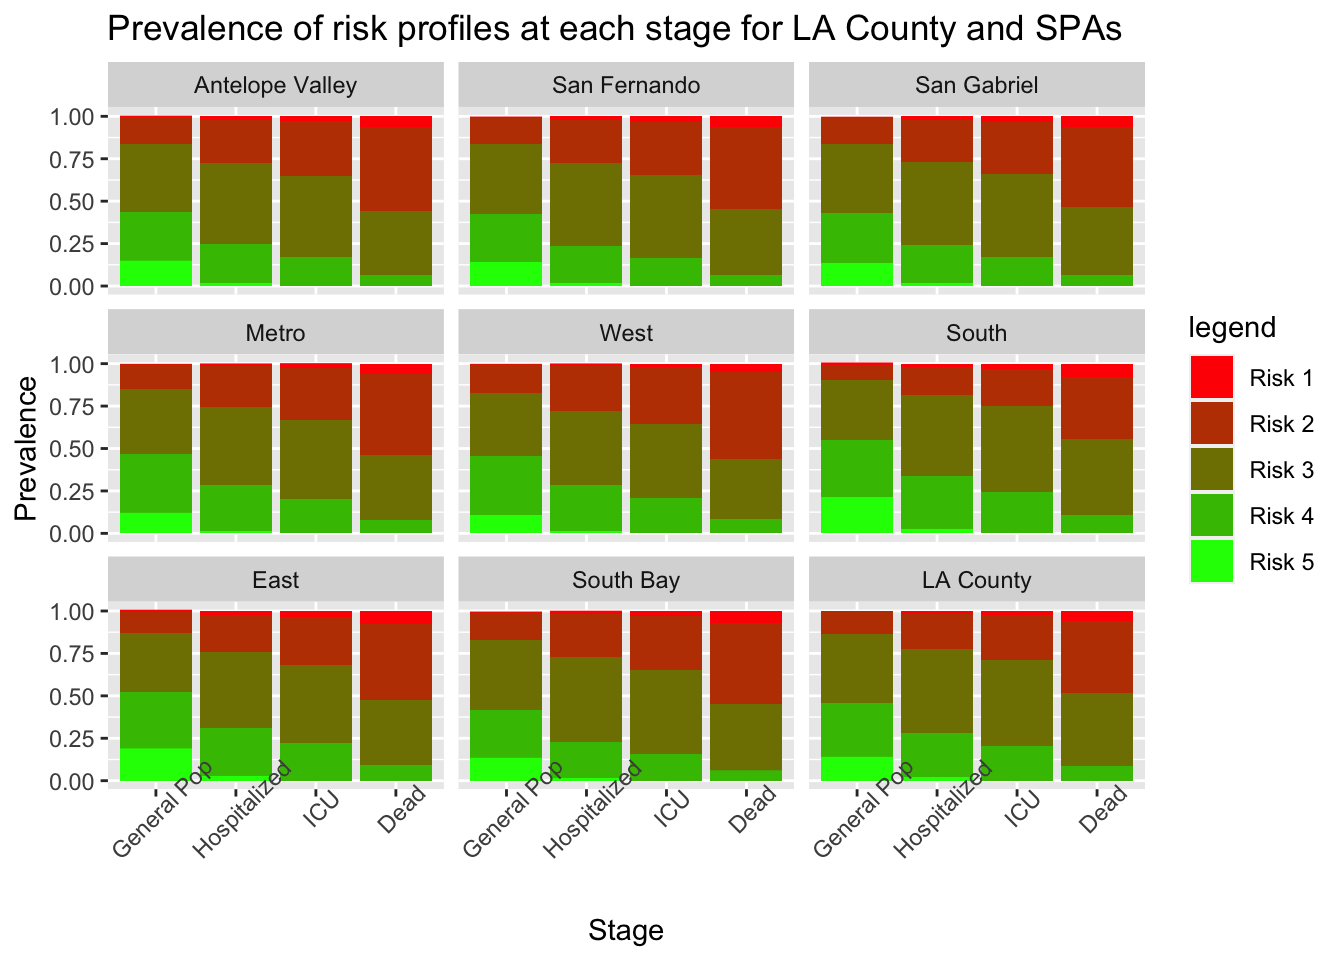 Prevalence of risk profiles at each stage for LA County and SPAs
Antelope Valley
San Fernando
San Gabriel
1.00
0.75
0.50
0.25
0.00
Metro
West
South
1.00
0.75
0.50
0.25
0.00
East
South Bay
LA County
1.00
0.75
0.50
0.25
0.00
General Pop
Hospitalized
ICU
Dead
General Pop
Hospitalized
ICU
Dead
General Pop
Hospitalized
ICU
Dead
Prevalence
Stage
legend
Risk 1
Risk 2
Risk 3
Risk 4
Risk 5